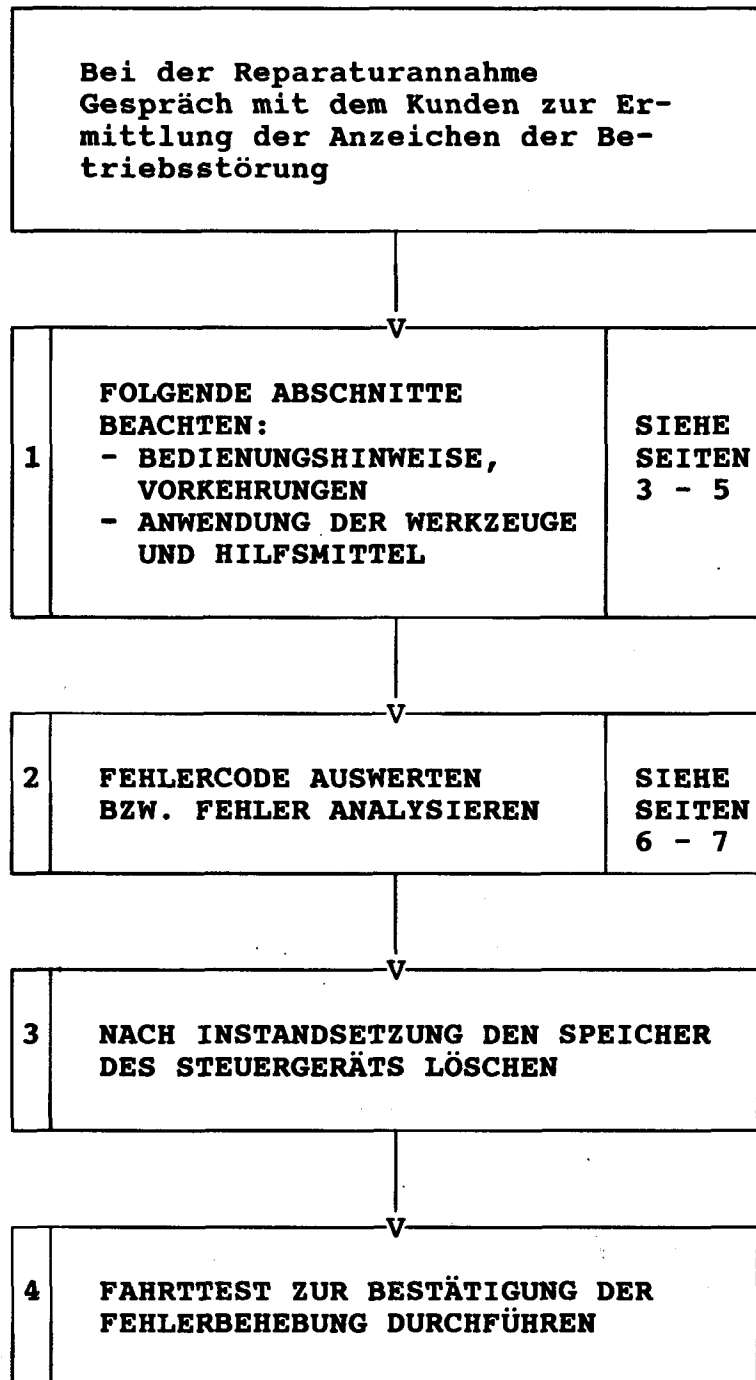 Bei der Reparaturannahme
Gespräch mit dem Kunden zur Er-
mittlung der Anzeichen der Be-
triebsstörung
V
1
FOLGENDE ABSCHNITTE
BEACHTEN:
- BEDIENUNGSHINWEISE,
VORKEHRUNGEN
- ANWENDUNG DER WERKZEUGE
UND HILFSMITTEL
SIEHE
SEITEN
3 - 5
V
2
FEHLERCODE AUSWERTEN
BZW. FEHLER ANALYSIEREN
SIEHE
SEITEN
6 - 7
V
3
NACH INSTANDSETZUNG DEN SPEICHER
DES STEUERGERÄTS LÖSCHEN
V
4
FAHRTTEST ZUR BESTÄTIGUNG DER
FEHLERBEHEBUNG DURCHFÜHREN